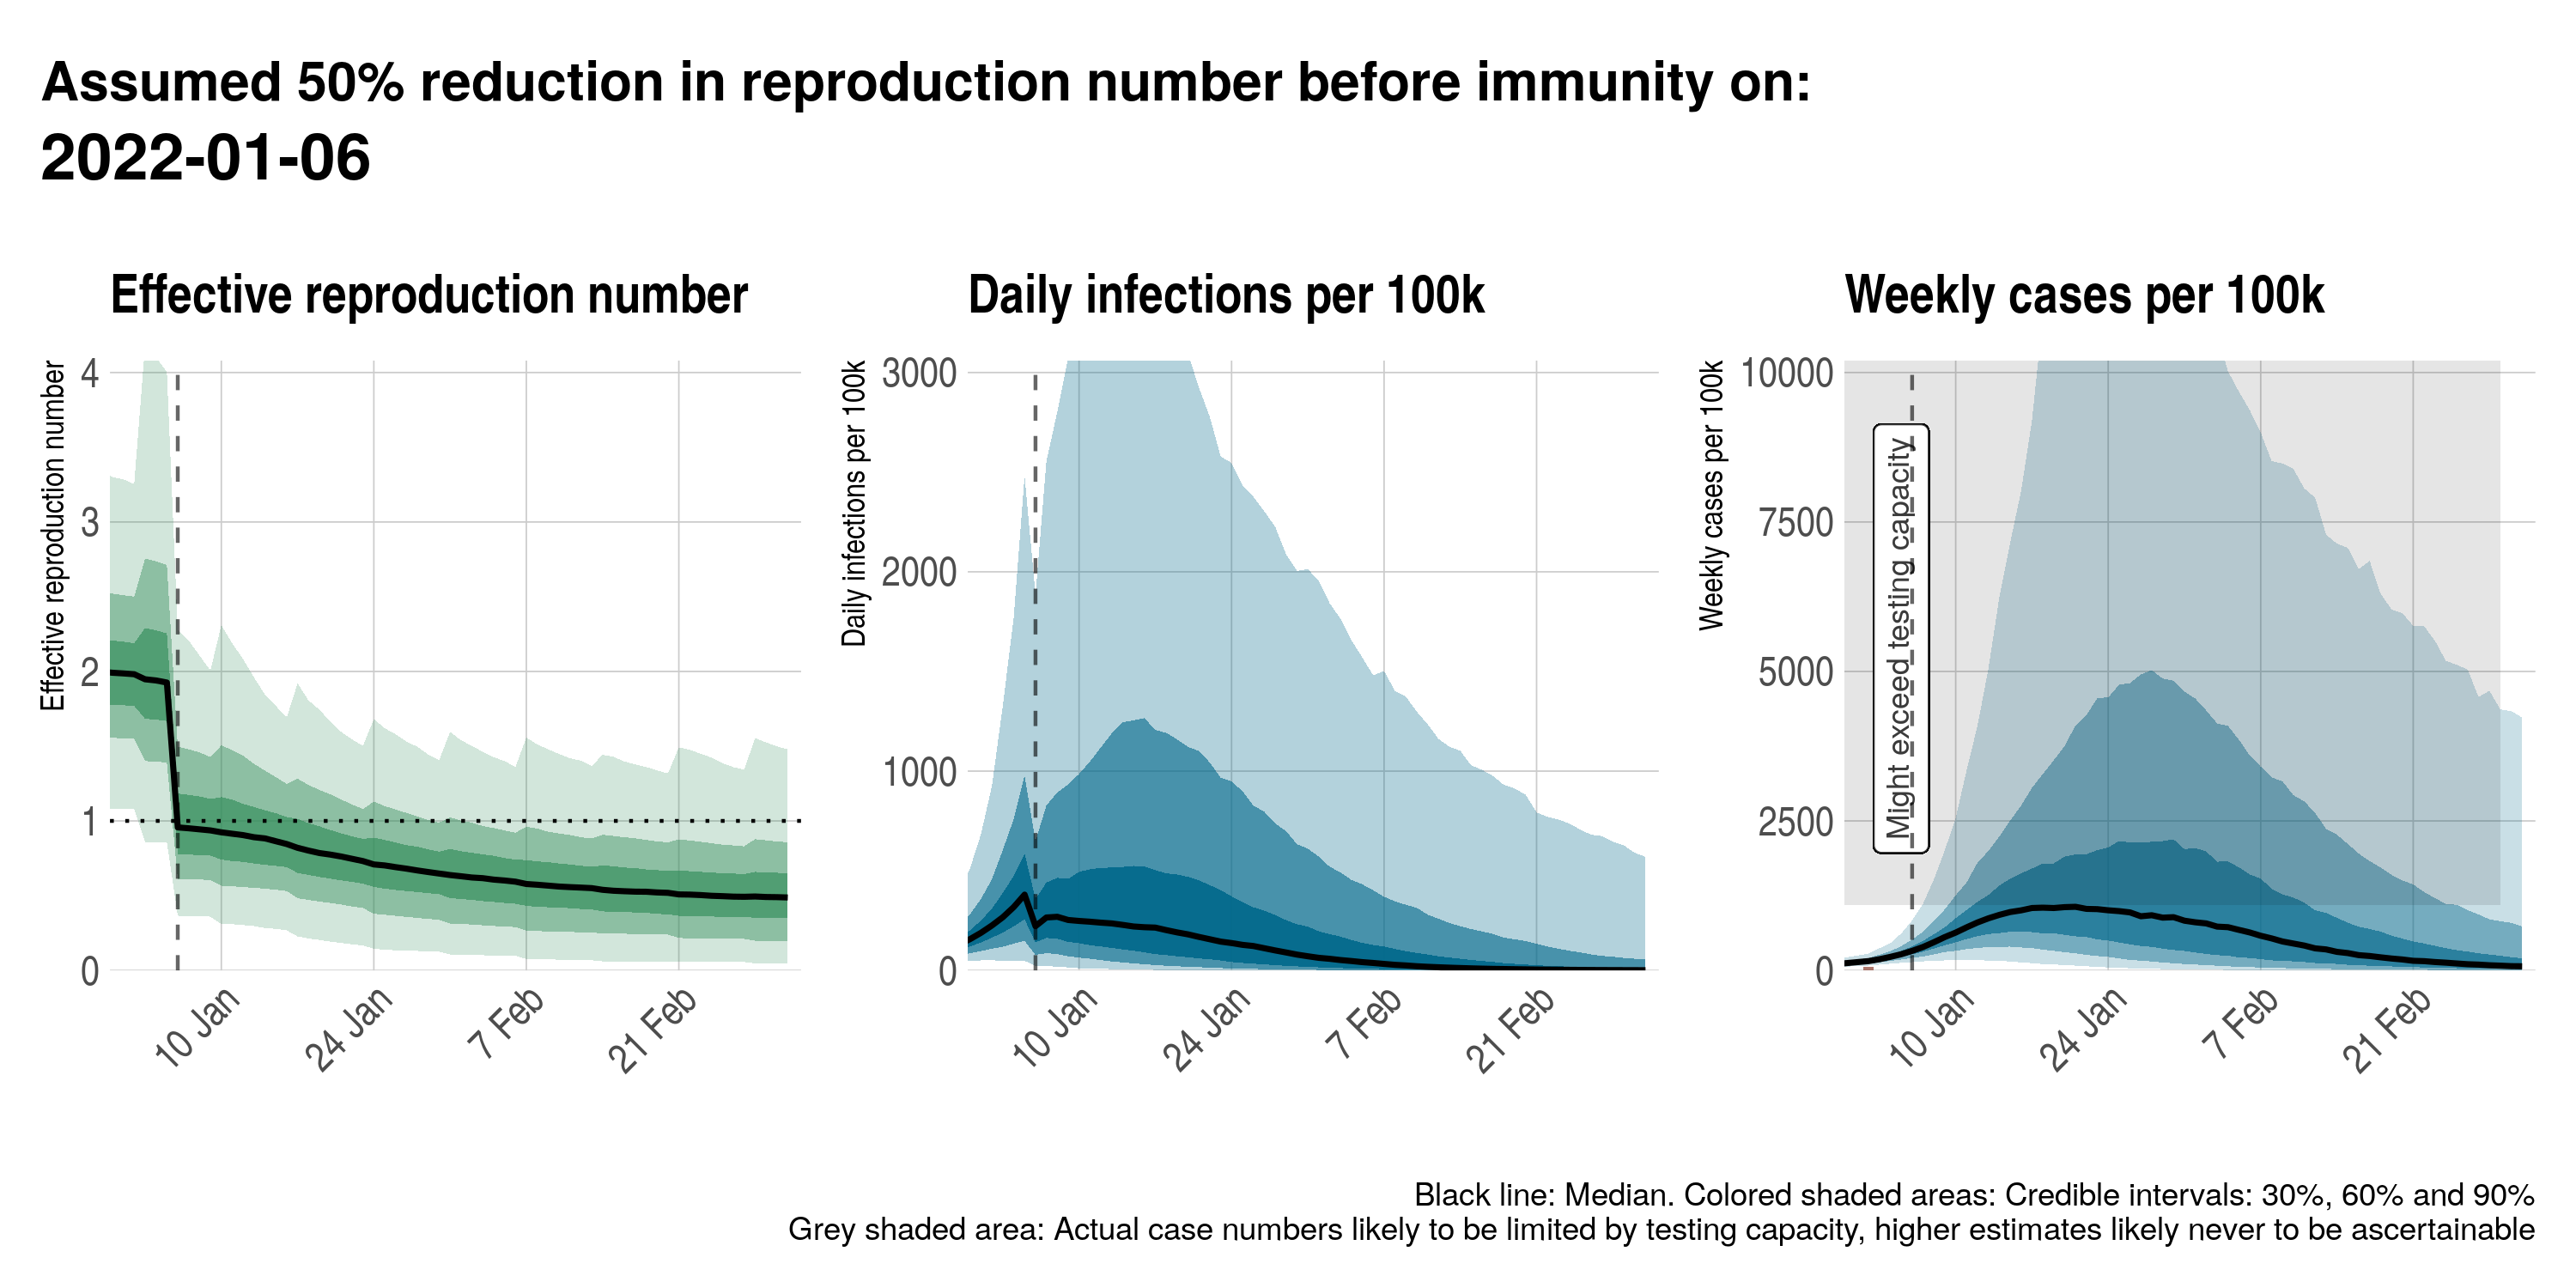 Assumed 50% reduction in reproduction number before immunity on:
2022-01-06
Effective reproduction number
Effective reproduction number
4
3
2
1
0
10 Jan
24 Jan
7 Feb
21 Feb
Daily infections per 100k
Daily infections per 100k
3000
2000
1000
0
10 Jan
24 Jan
7 Feb
21 Feb
Weekly cases per 100k
Weekly cases per 100k
10000
7500
5000
2500
0
Might exceed testing capacity
10 Jan
24 Jan
7 Feb
21 Feb
Black line: Median. Colored shaded areas: Credible intervals: 30%, 60% and 90%
Grey shaded area: Actual case numbers likely to be limited by testing capacity, higher estimates likely never to be ascertainable